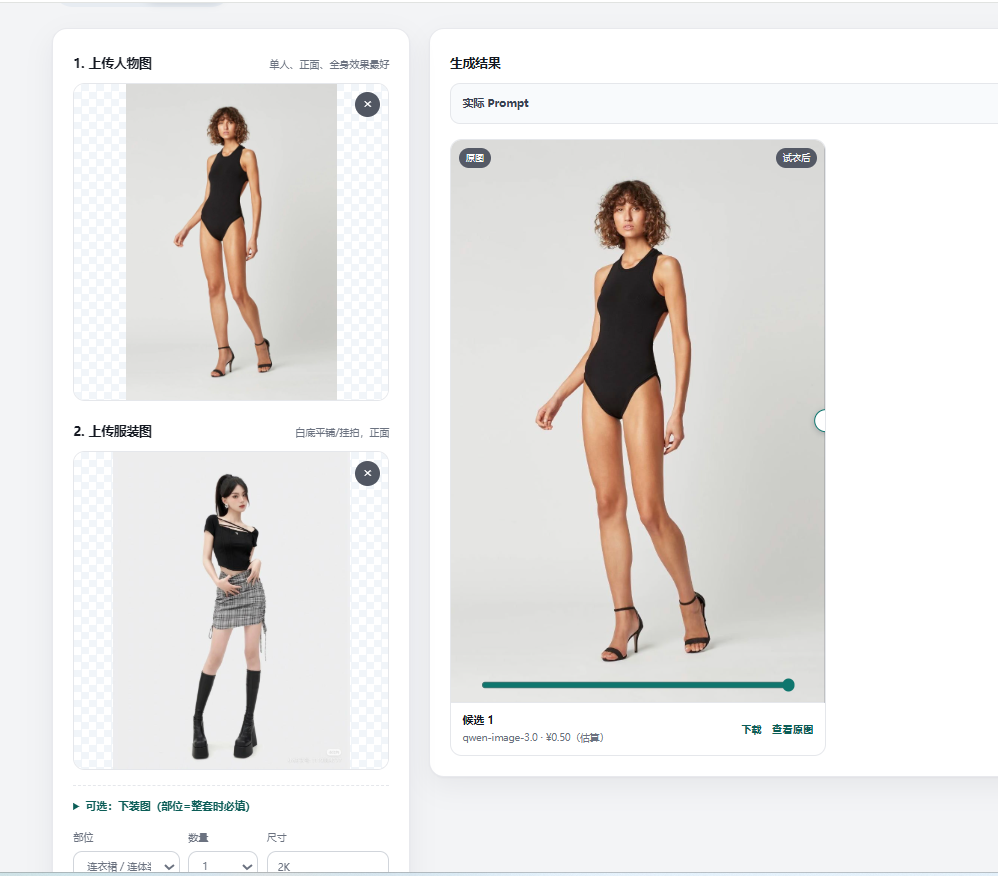 1. 上传人物图
单人、正面、全身效果最好
×
2. 上传服装图
白底平铺/挂拍，正面
×
▶ 可选：下装图（部位=整套时必填）
部位
数量
尺寸
连衣裙 / 连体
1
2K
生成结果
实际 Prompt
原图
试衣后
候选 1
qwen-image-3.0 · ¥0.50（估算）
下载
查看原图